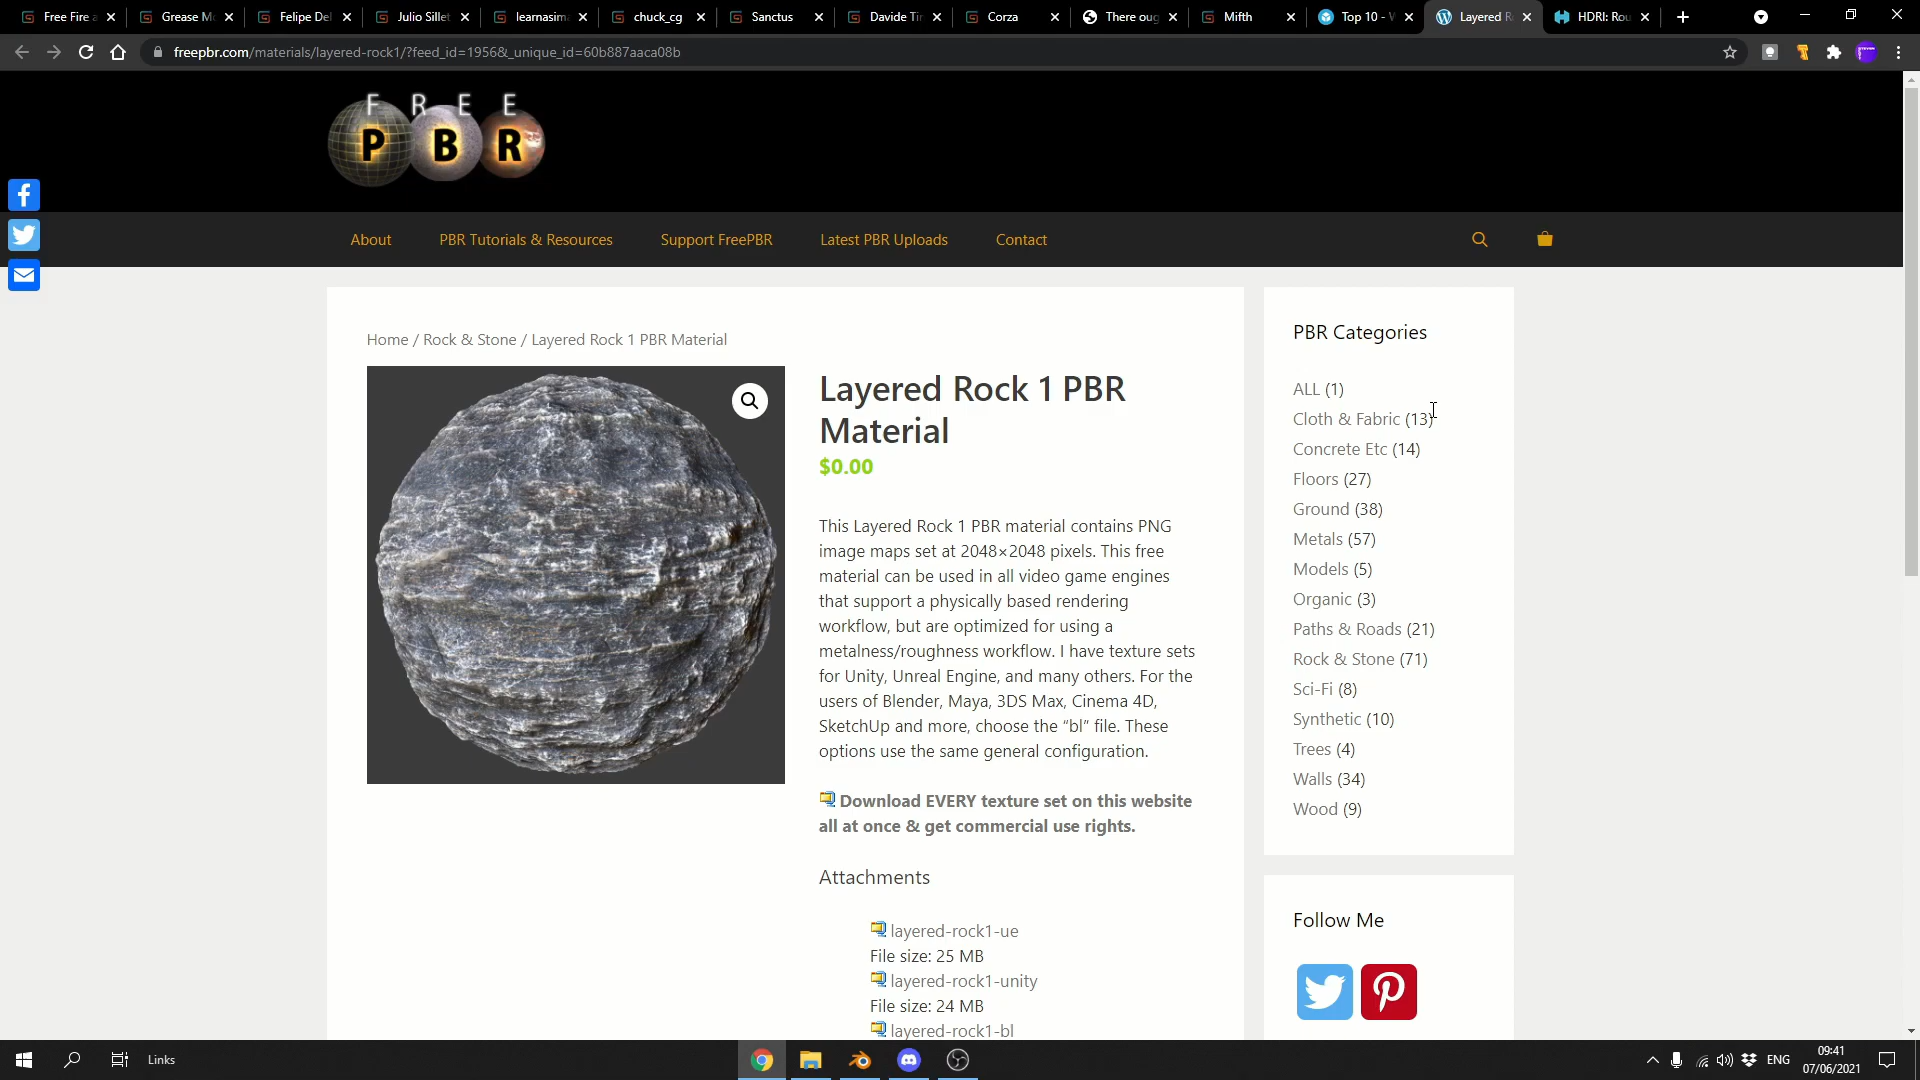 Free Fire a
Grease M
Felipe Del
Julio Sillet
learnasim
chuck_cg
Sanctus
Davide Tir
Corza
There oug
Mifth
Top 10 - W
Layered R
HDRI: Rou
freepbr.com/materials/layered-rock1/?feed_id=1956&_unique_id=60b887aaca08b
FREE
PBR
About
PBR Tutorials & Resources
Support FreePBR
Latest PBR Uploads
Contact
Home / Rock & Stone / Layered Rock 1 PBR Material
Layered Rock 1 PBR
Material
$0.00
This Layered Rock 1 PBR material contains PNG
image maps set at 2048×2048 pixels. This free
material can be used in all video game engines
that support a physically based rendering
workflow, but are optimized for using a
metalness/roughness workflow. I have texture sets
for Unity, Unreal Engine, and many others. For the
users of Blender, Maya, 3DS Max, Cinema 4D,
SketchUp and more, choose the “bl” file. These
options use the same general configuration.
Download EVERY texture set on this website
all at once & get commercial use rights.
Attachments
layered-rock1-ue
File size: 25 MB
layered-rock1-unity
File size: 24 MB
layered-rock1-bl
PBR Categories
ALL (1)
Cloth & Fabric (13)
Concrete Etc (14)
Floors (27)
Ground (38)
Metals (57)
Models (5)
Organic (3)
Paths & Roads (21)
Rock & Stone (71)
Sci-Fi (8)
Synthetic (10)
Trees (4)
Walls (34)
Wood (9)
Follow Me
Links
ENG
09:41
07/06/2021